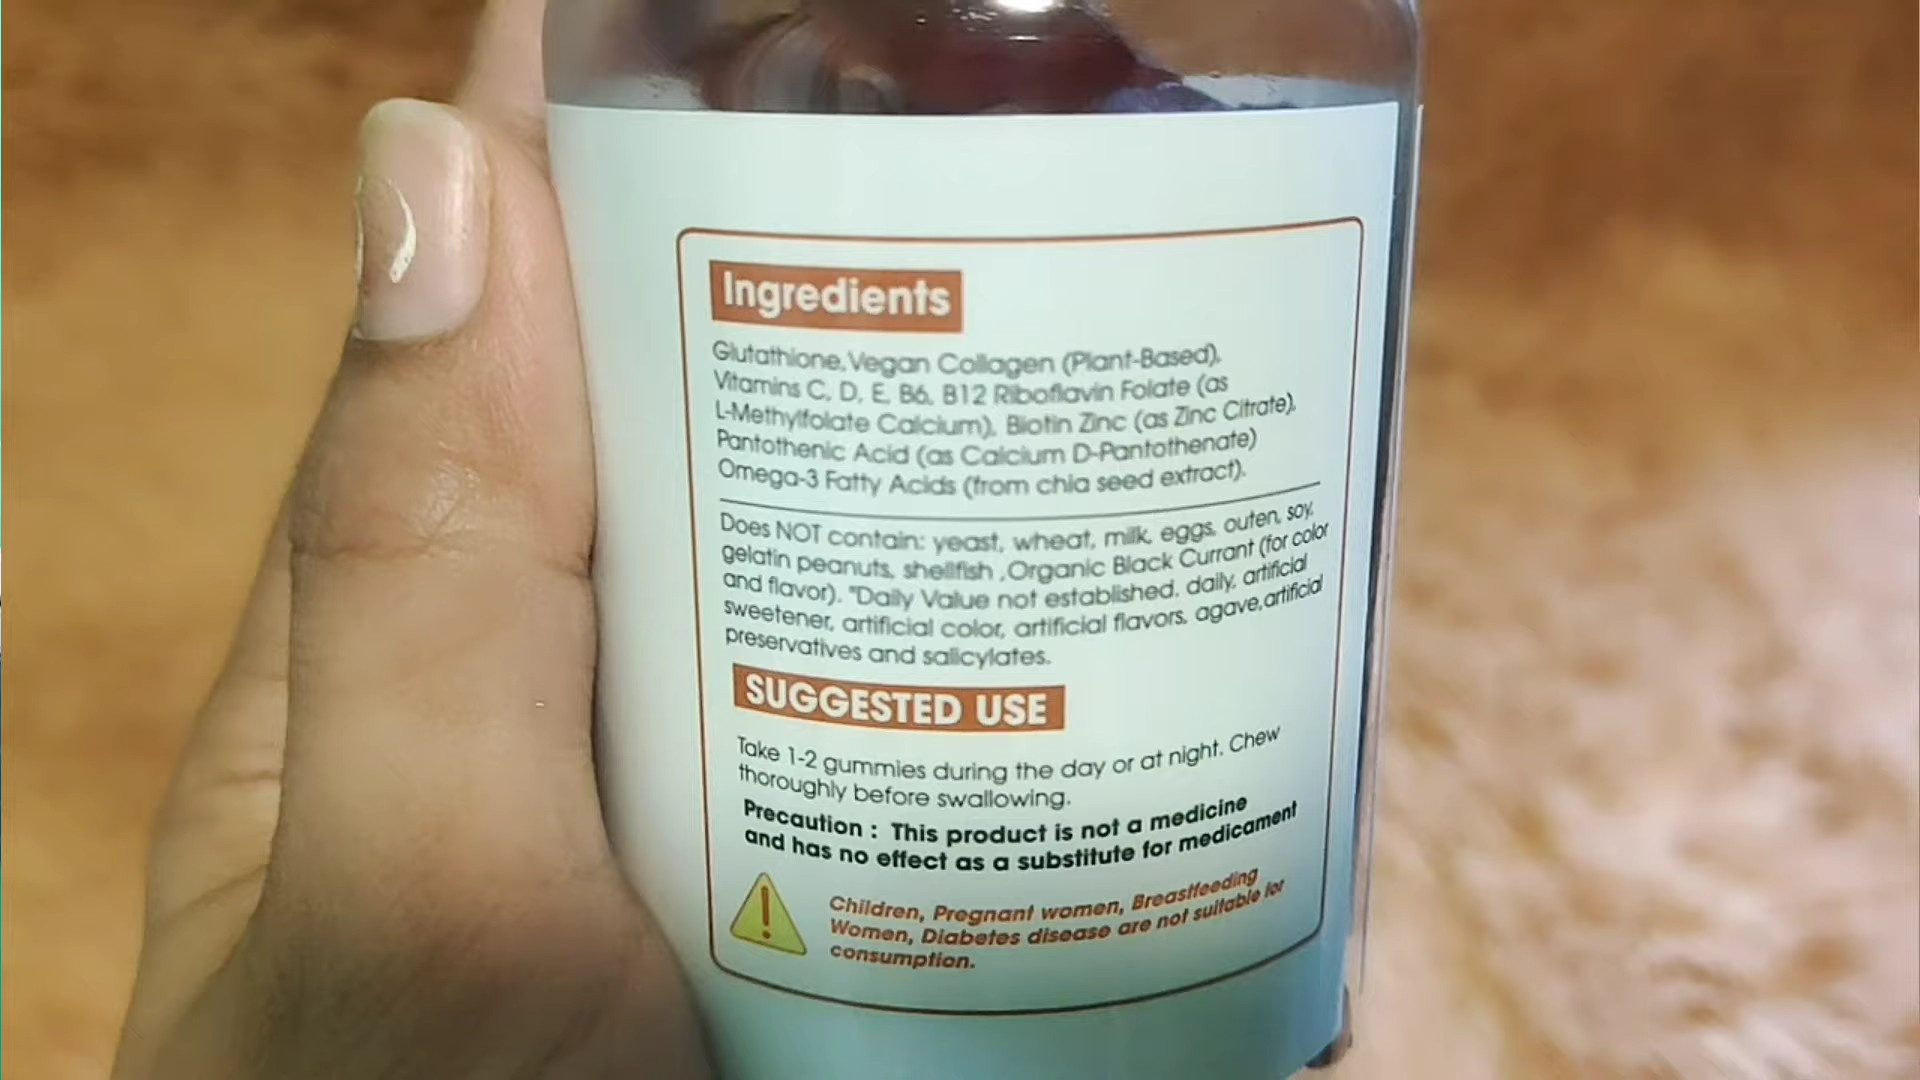 Ingredients
Glutathione, Vegan Collagen (Plant-Based),
Vitamins C, D, E, B6, B12 Riboflavin Folate (as
L-Methylfolate Calcium), Biotin Zinc (as Zinc Citrate),
Pantothenic Acid (as Calcium D-Pantothenate)
Omega-3 Fatty Acids (from chia seed extract).
Does NOT contain: yeast, wheat, milk, eggs, outen, soy,
gelatin peanuts, shellfish ,Organic Black Currant (for color
and flavor). *Daily Value not established. daily, artificial
sweetener, artificial color, artificial flavors, agave,artificial
preservatives and salicylates.
SUGGESTED USE
Take 1-2 gummies during the day or at night. Chew
thoroughly before swallowing.
Precaution : This product is not a medicine
and has no effect as a substitute for medicament
Children, Pregnant women, Breastfeeding
Women, Diabetes disease are not suitable for
consumption.